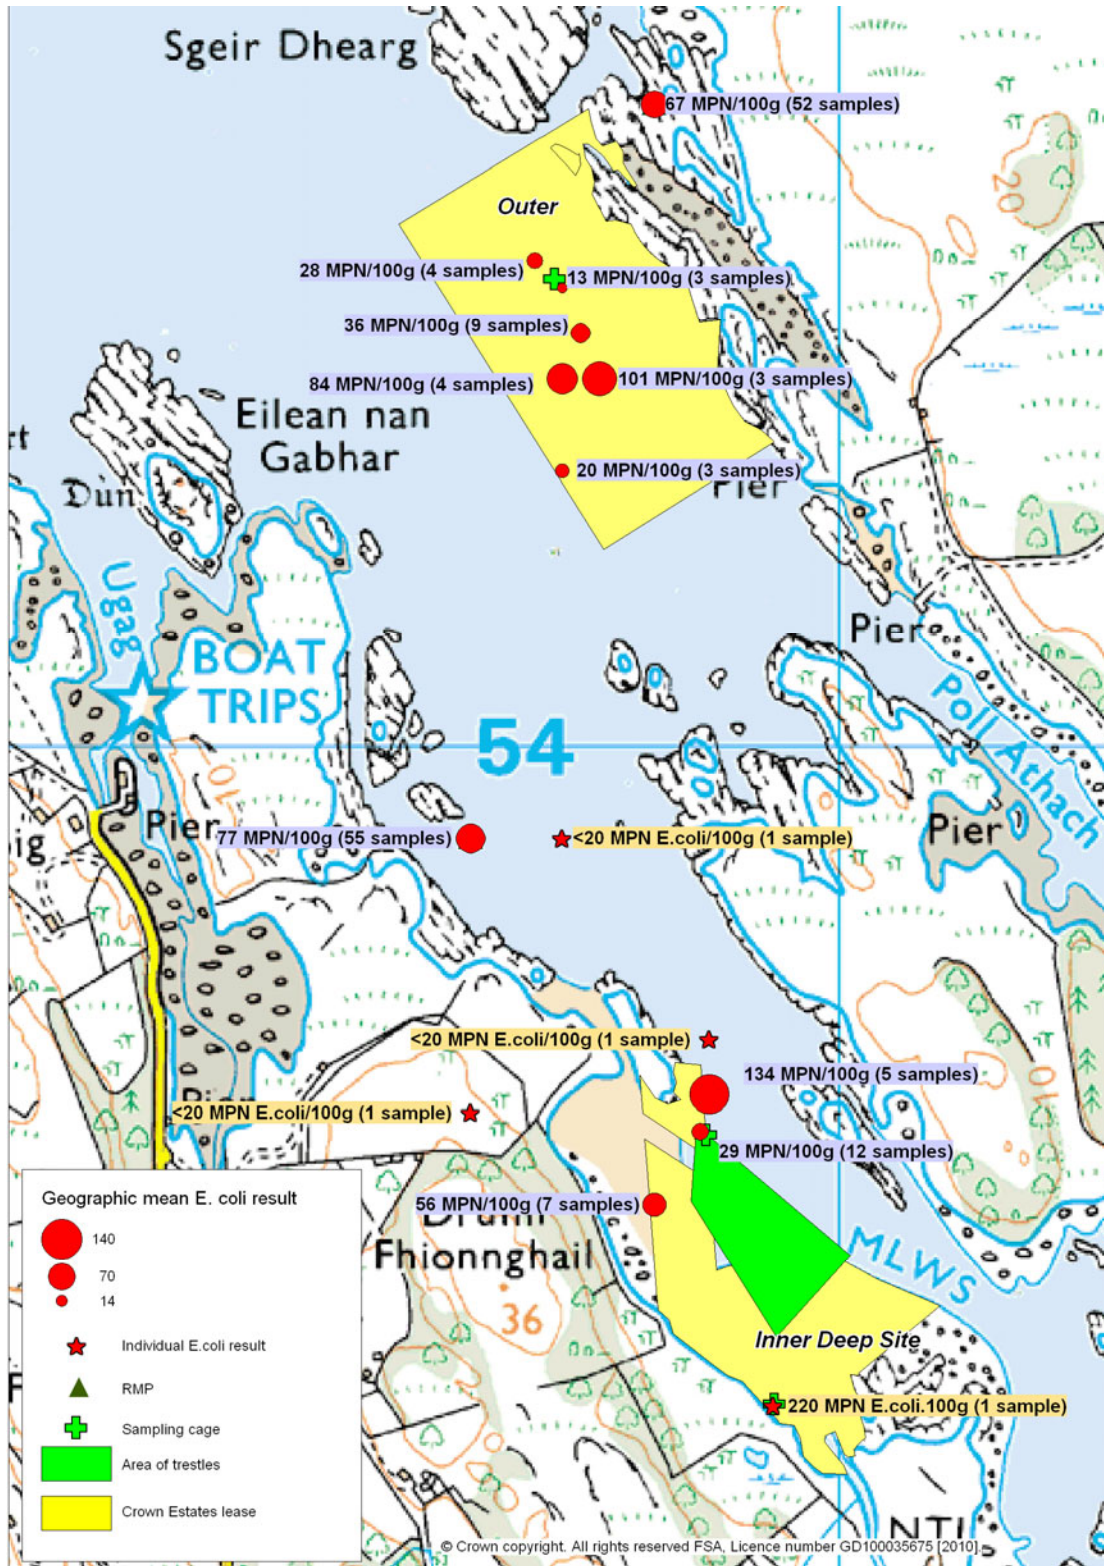 Sgeir Dhearg
67 MPN/100g (52 samples)
20
Outer
28 MPN/100g (4 samples)
13 MPN/100g (3 samples)
36 MPN/100g (9 samples)
84 MPN/100g (4 samples)
101 MPN/100g (3 samples)
Eilean nan
Gabhar
20 MPN/100g (3 samples)
Pier
Dùn
Ugag
BOAT
TRIPS
Pier
Poll Athach
54
10
Pier
Pier
77 MPN/100g (55 samples)
<20 MPN E.coli/100g (1 sample)
<20 MPN E.coli/100g (1 sample)
134 MPN/100g (5 samples)
10
<20 MPN E.coli/100g (1 sample)
29 MPN/100g (12 samples)
56 MPN/100g (7 samples)
Druim
Fhionnghail
MLWS
36
Inner Deep Site
220 MPN E.coli.100g (1 sample)
Geographic mean E. coli result
140
70
14
Individual E.coli result
RMP
Sampling cage
Area of trestles
Crown Estates lease
NTL
© Crown copyright. All rights reserved FSA, Licence number GD100035675 [2010].